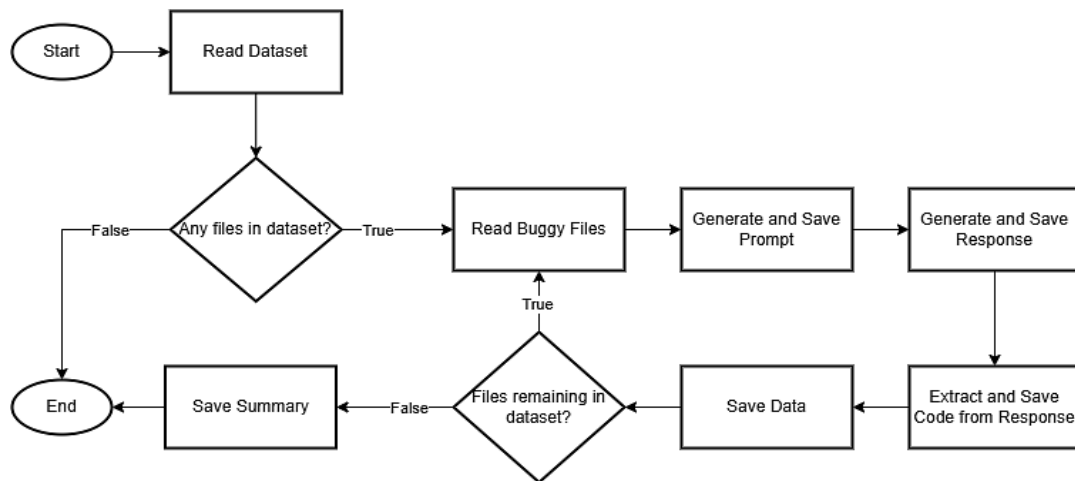 Start
Read Dataset
Any files in dataset?
False
True
Read Buggy Files
Generate and Save
Prompt
Generate and Save
Response
True
Extract and Save
Code from Response
Save Data
Files remaining in
dataset?
False
Save Summary
End